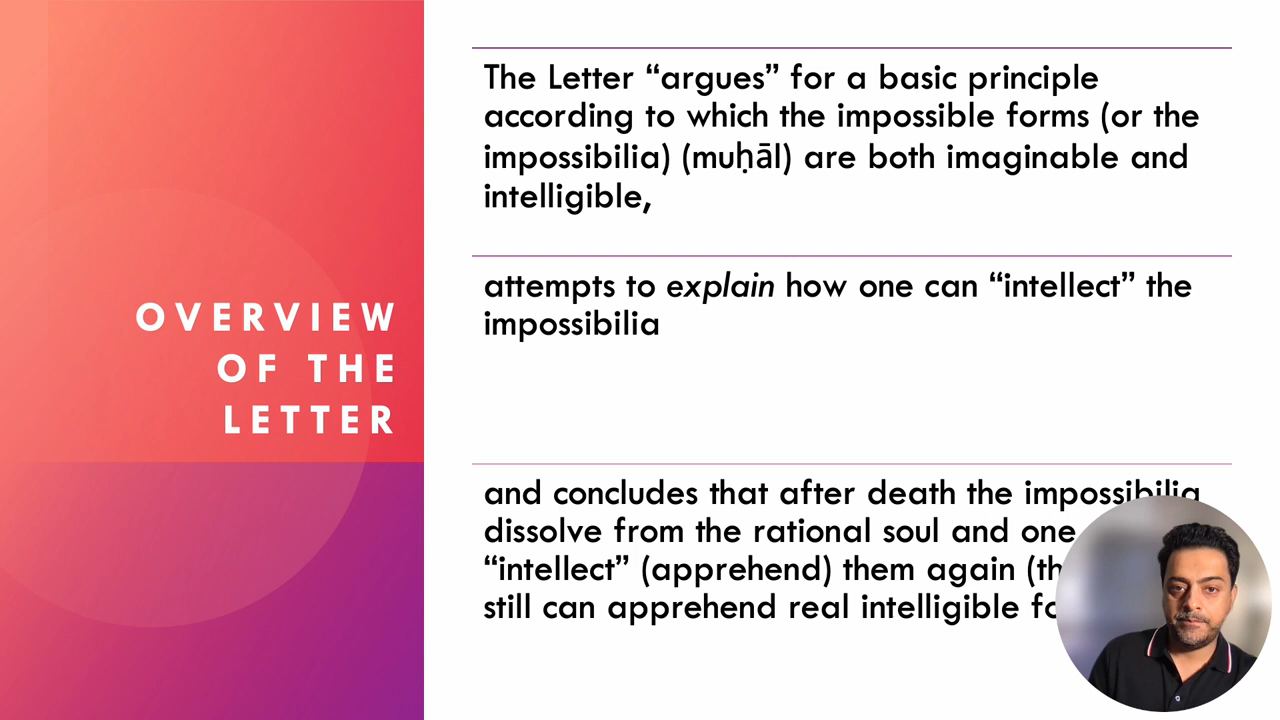 OVERVIEW
OF THE
LETTER
The Letter “argues” for a basic principle
according to which the impossible forms (or the
impossibilia) (muḥāl) are both imaginable and
intelligible,
attempts to explain how one can “intellect” the
impossibilia
and concludes that after death the impossibilia
dissolve from the rational soul and one
“intellect” (apprehend) them again
still can apprehend real intelligible